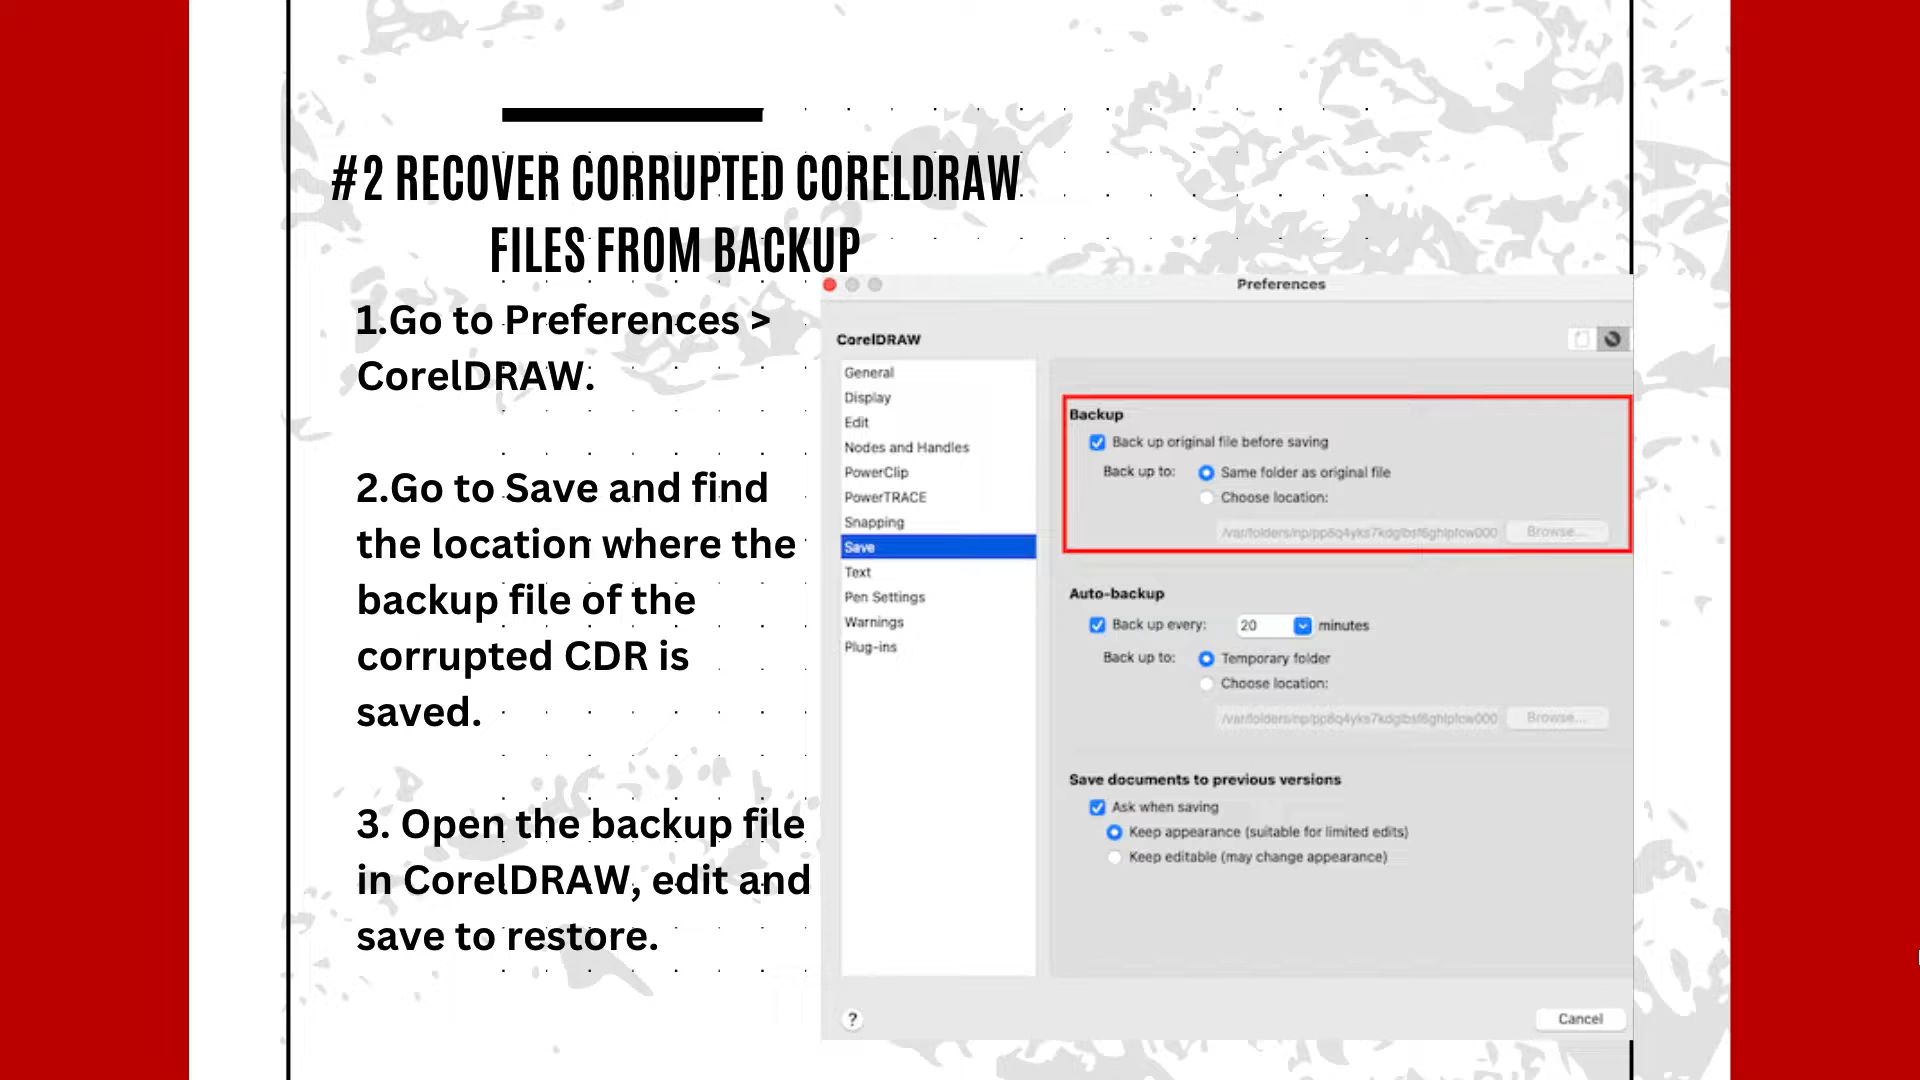 #2 RECOVER CORRUPTED CORELDRAW
FILES FROM BACKUP
1.Go to Preferences >
CorelDRAW.
2.Go to Save and find
the location where the
backup file of the
corrupted CDR is
saved.
3. Open the backup file
in CorelDRAW, edit and
save to restore.
Preferences
CorelDRAW
General
Display
Edit
Nodes and Handles
PowerClip
PowerTRACE
Snapping
Save
Text
Pen Settings
Warnings
Plug-ins
Backup
Back up original file before saving
Back up to: Same folder as original file
Choose location:
Browse...
Auto-backup
Back up every: 20 minutes
Back up to: Temporary folder
Choose location:
Browse...
Save documents to previous versions
Ask when saving
Keep appearance (suitable for limited edits)
Keep editable (may change appearance)
?
Cancel